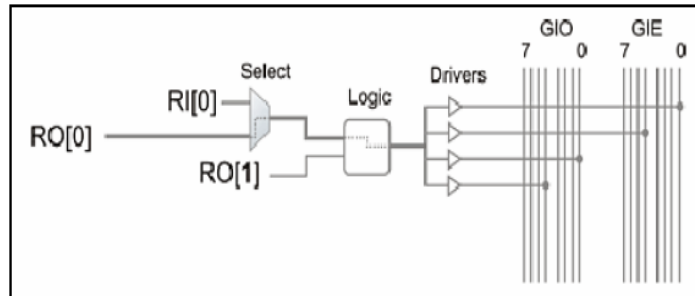 GIO GIE
7 0 7 0
Select
Drivers
RI[0]
Logic
RO[0]
RO[1]